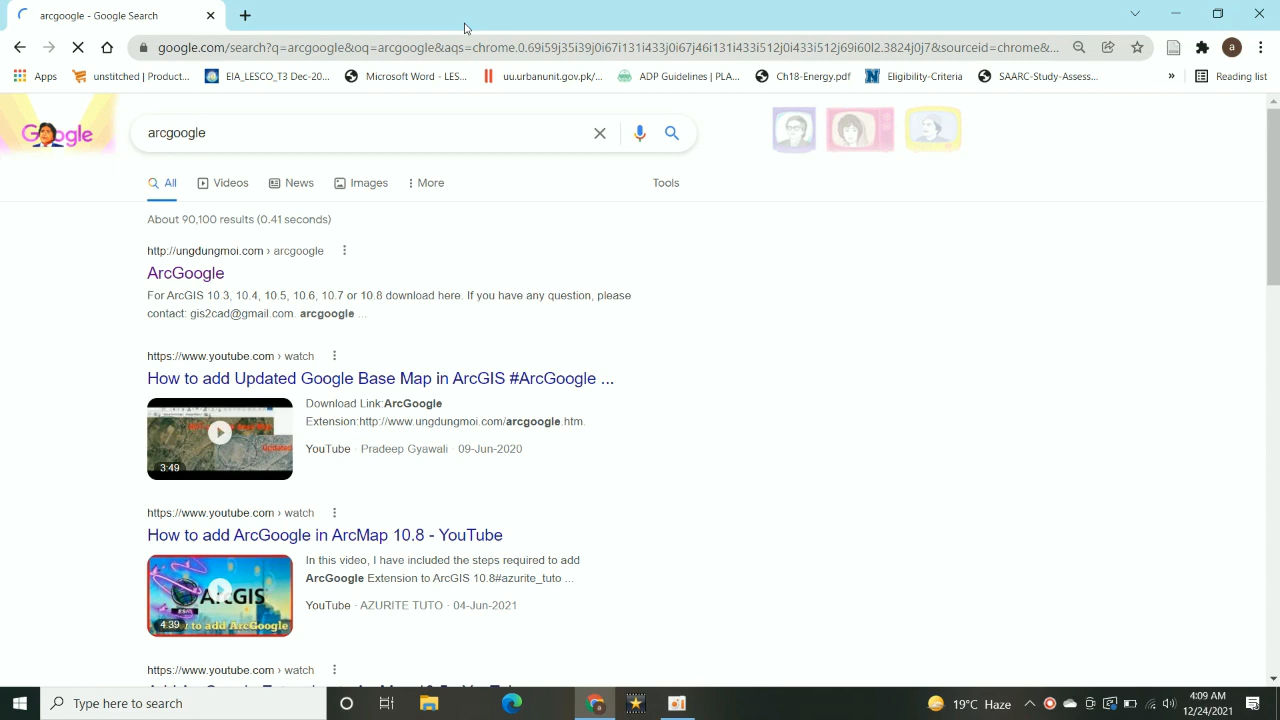 arcgoogle - Google Search
google.com/search?q=arcgoogle&oq=arcgoogle&aqs=chrome.0.69i59j35i39j0i67i131i433j0i67j46i131i433i512j0i433i512j69i60l2.3824j0j7&sourceid=chrome&...
a
Apps unstitched | Product... EIA_LESCO_T3 Dec-20... Microsoft Word - LES... uu.urbanunit.gov.pk/... ADP Guidelines | P.A... Ch18-Energy.pdf Eligibility-Criteria SAARC-Study-Assess... » Reading list
Google
arcgoogle
All Videos News Images More Tools
About 90,100 results (0.41 seconds)
http://ungdungmoi.com › arcgoogle
ArcGoogle
For ArcGIS 10.3, 10.4, 10.5, 10.6, 10.7 or 10.8 download here. If you have any question, please
contact: gis2cad@gmail.com. arcgoogle ...
https://www.youtube.com › watch
How to add Updated Google Base Map in ArcGIS #ArcGoogle ...
Download Link:ArcGoogle
Extension:http://www.ungdungmoi.com/arcgoogle.htm.
YouTube · Pradeep Gyawali · 09-Jun-2020
3:49
https://www.youtube.com › watch
How to add ArcGoogle in ArcMap 10.8 - YouTube
In this video, I have included the steps required to add
ArcGoogle Extension to ArcGIS 10.8#azurite_tuto ...
YouTube · AZURITE TUTO · 04-Jun-2021
ArcGIS
4:39
to add ArcGoogle
https://www.youtube.com › watch
Type here to search
19°C Haze
4:09 AM
12/24/2021